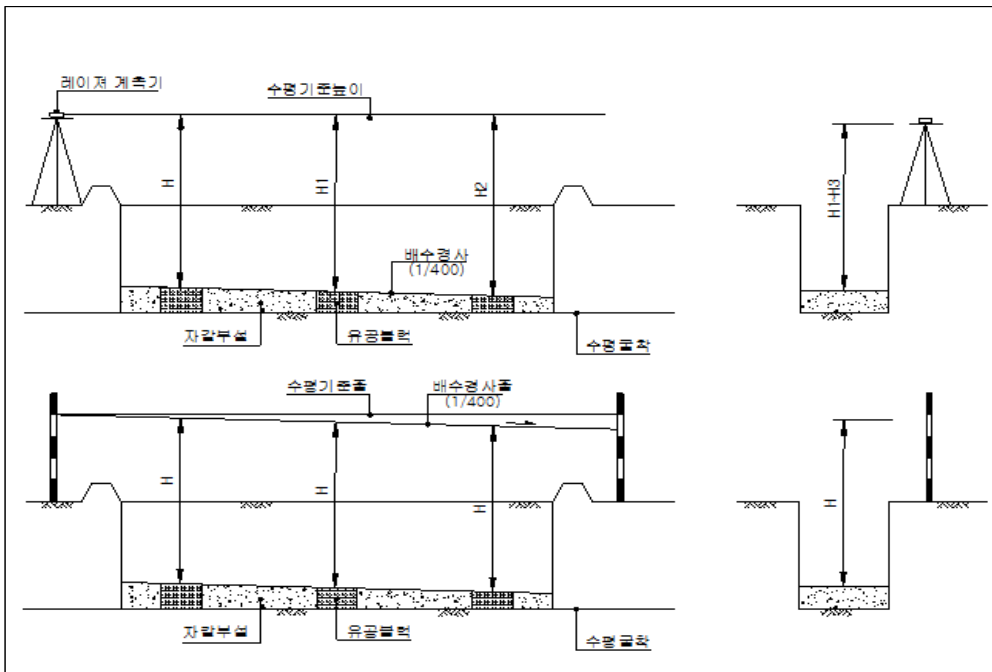 레이져 계측기
수평기준높이
H
H1
H2
H1~H3
배수경사
(1/400)
자갈부설
유공블럭
수평굴착
수평기준줄
배수경사줄
(1/400)
H
H
H
H
자갈부설
유공블럭
수평굴착